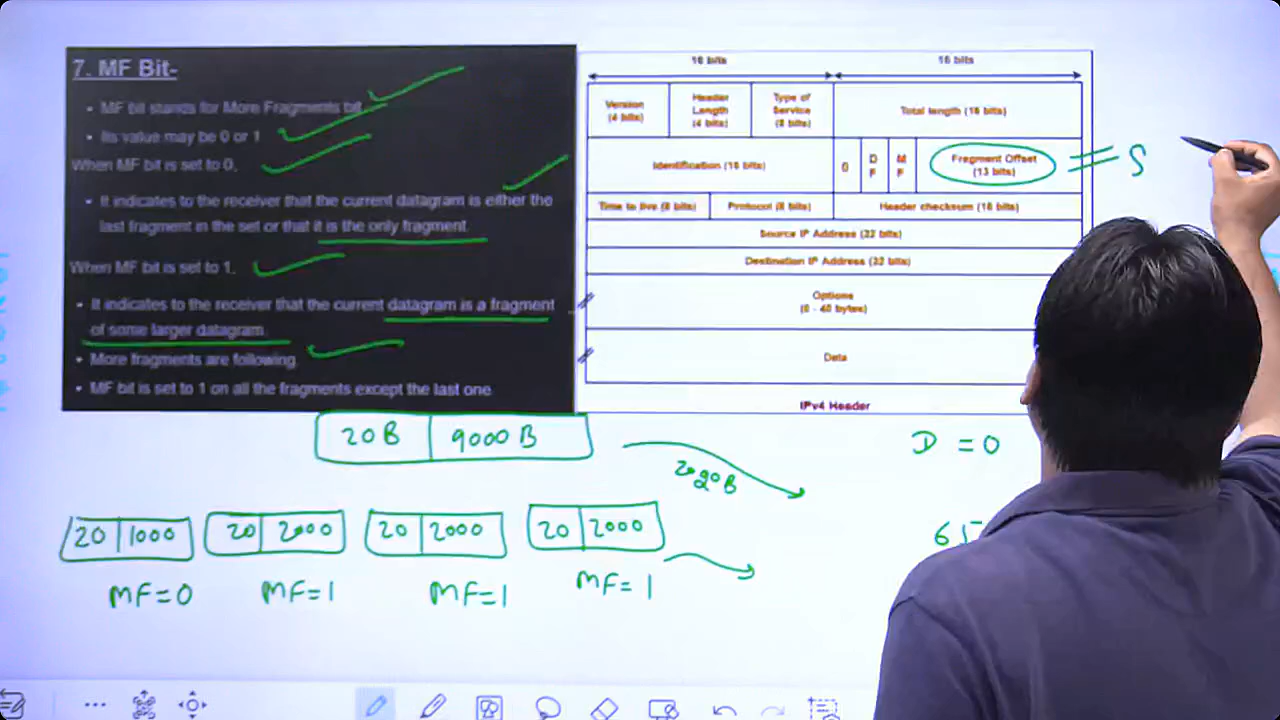 7. MF Bit-
• MF bit stands for More Fragments bit
• Its value may be 0 or 1
When MF bit is set to 0,
• It indicates to the receiver that the current datagram is either the
last fragment in the set or that it is the only fragment.
When MF bit is set to 1,
• It indicates to the receiver that the current datagram is a fragment
of some larger datagram.
• More fragments are following.
• MF bit is set to 1 on all the fragments except the last one
16 bits 16 bits
Version
(4 bits)
Header
Length
(4 bits)
Type of
Service
(8 bits)
Total length (16 bits)
Identification (16 bits)
0
D
F
M
F
Fragment Offset
(13 bits)
= S
Time to live (8 bits) Protocol (8 bits) Header checksum (16 bits)
Source IP Address (32 bits)
Destination IP Address (32 bits)
Options
(0 - 40 bytes)
Data
IPv4 Header
20B 9000 B
2020B
D = 0
20 1000 20 2000 20 2000 20 2000
MF=0 MF=1 MF=1 MF=1